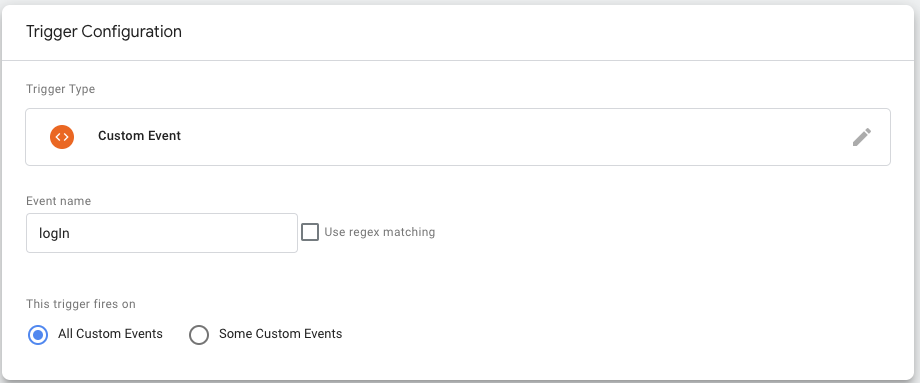 Trigger Configuration
Trigger Type
Custom Event
Event name
logIn
Use regex matching
This trigger fires on
All Custom Events
Some Custom Events